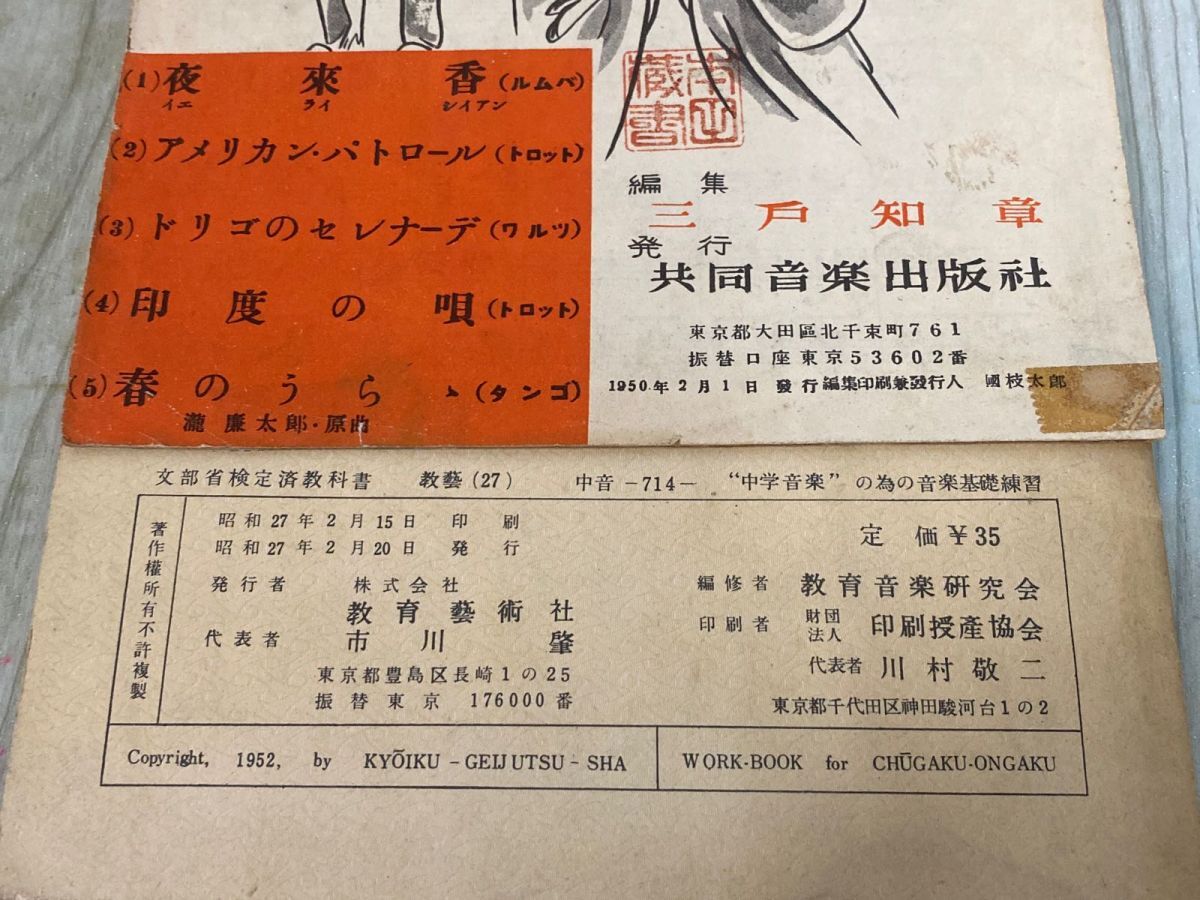 (1) 夜來香 (ルムバ)
イエ ライ シイアン
(2) アメリカン・パトロール (トロット)
(3) ドリゴのセレナーデ (ワルツ)
(4) 印度の唄 (トロット)
(5) 春のうらゝ (タンゴ)
瀧廉太郎・原曲
藏書
編集
三戸知章
発行
共同音楽出版社
東京都大田區北千束町761
振替口座東京53602番
1950年2月1日 發行 編集印刷兼發行人 國枝太郎
文部省検定済教科書 教藝(27) 中音-714- “中学音楽”の為の音楽基礎練習
著作權所有不許複製
昭和27年2月15日 印刷
昭和27年2月20日 発行
発行者 株式会社
教育藝術社
代表者 市川肇
東京都豊島区長崎1の25
振替東京 176000番
定価¥35
編修者 教育音楽研究会
印刷者 財団法人 印刷授産協会
代表者 川村敬二
東京都千代田区神田駿河台1の2
Copyright, 1952, by KYŌIKU-GEIJUTSU-SHA
WORK-BOOK for CHŪGAKU-ONGAKU